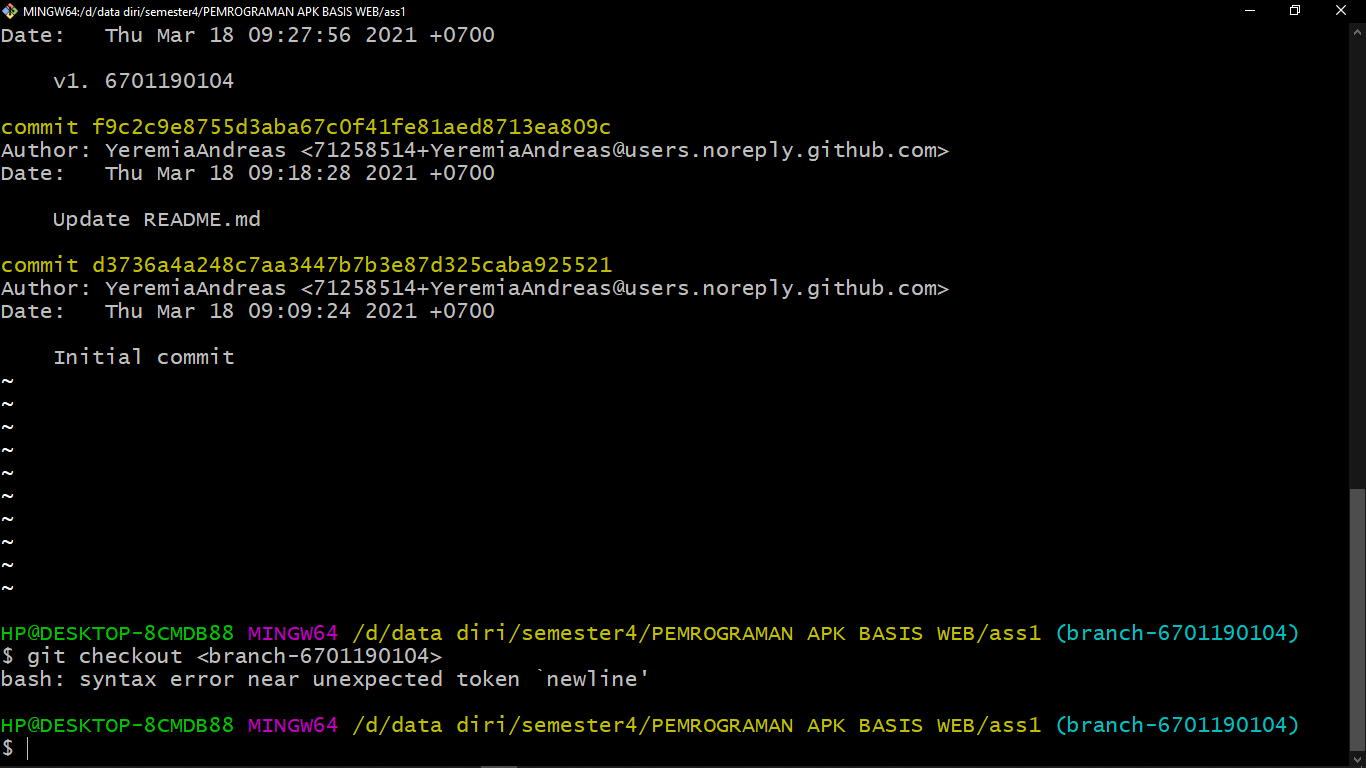 MINGW64:/d/data diri/semester4/PEMROGRAMAN APK BASIS WEB/ass1
Date:   Thu Mar 18 09:27:56 2021 +0700
    v1. 6701190104
commit f9c2c9e8755d3aba67c0f41fe81aed8713ea809c
Author: YeremiaAndreas <71258514+YeremiaAndreas@users.noreply.github.com>
Date:   Thu Mar 18 09:18:28 2021 +0700
    Update README.md
commit d3736a4a248c7aa3447b7b3e87d325caba925521
Author: YeremiaAndreas <71258514+YeremiaAndreas@users.noreply.github.com>
Date:   Thu Mar 18 09:09:24 2021 +0700
    Initial commit
~
~
~
~
~
~
~
~
~
~
HP@DESKTOP-8CMDB88 MINGW64 /d/data diri/semester4/PEMROGRAMAN APK BASIS WEB/ass1 (branch-6701190104)
$ git checkout <branch-6701190104>
bash: syntax error near unexpected token `newline'
HP@DESKTOP-8CMDB88 MINGW64 /d/data diri/semester4/PEMROGRAMAN APK BASIS WEB/ass1 (branch-6701190104)
$